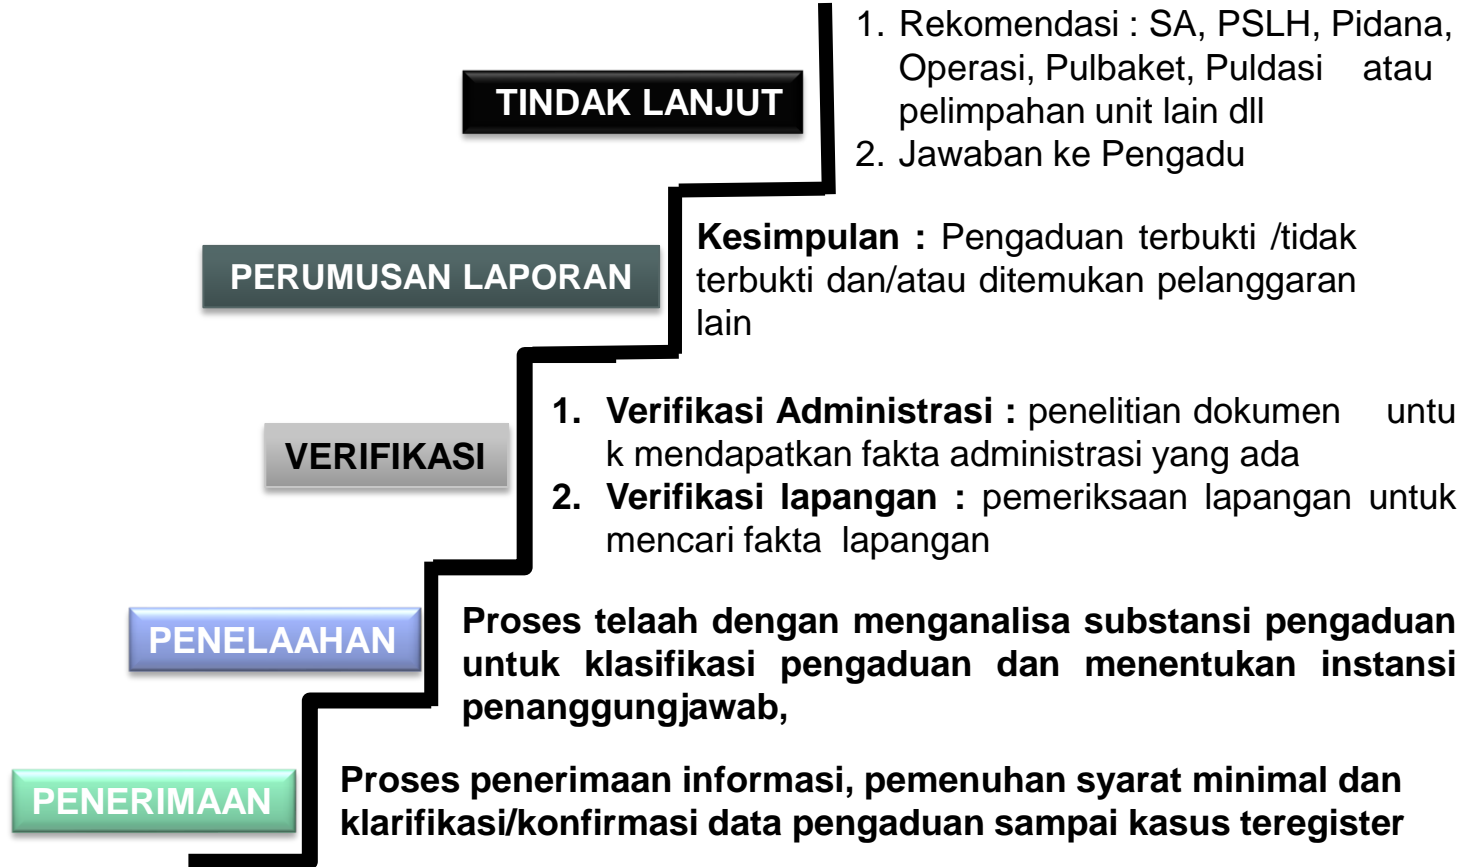 TINDAK LANJUT
1. Rekomendasi : SA, PSLH, Pidana,
Operasi, Pulbaket, Puldasi atau
pelimpahan unit lain dll
2. Jawaban ke Pengadu
PERUMUSAN LAPORAN
Kesimpulan : Pengaduan terbukti /tidak
terbukti dan/atau ditemukan pelanggaran
lain
VERIFIKASI
1. Verifikasi Administrasi : penelitian dokumen untu
k mendapatkan fakta administrasi yang ada
2. Verifikasi lapangan : pemeriksaan lapangan untuk
mencari fakta lapangan
PENELAAHAN
Proses telaah dengan menganalisa substansi pengaduan
untuk klasifikasi pengaduan dan menentukan instansi
penanggungjawab,
PENERIMAAN
Proses penerimaan informasi, pemenuhan syarat minimal dan
klarifikasi/konfirmasi data pengaduan sampai kasus teregister